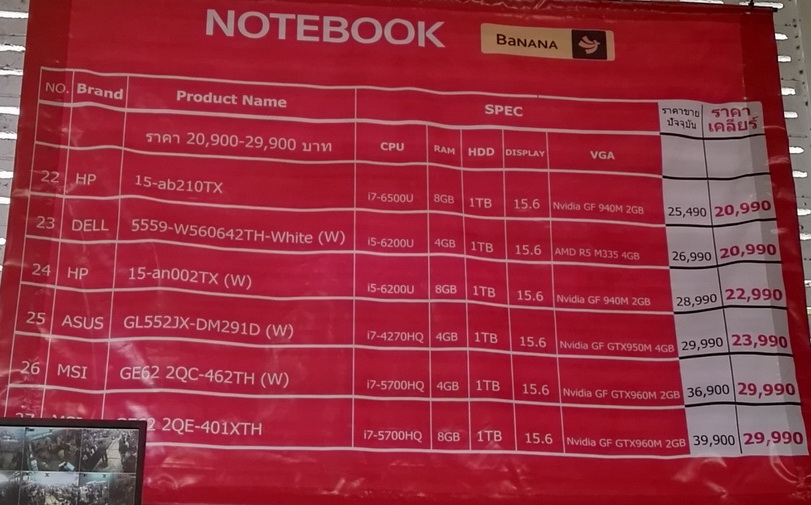 NOTEBOOK BaNANA
NO. Brand Product Name SPEC ราคาขายปัจจุบัน ราคาเคลียร์
ราคา 20,900-29,900 บาท CPU RAM HDD DISPLAY VGA
22 HP 15-ab210TX i7-6500U 8GB 1TB 15.6 Nvidia GF 940M 2GB 25,490 20,990
23 DELL 5559-W560642TH-White (W) i5-6200U 4GB 1TB 15.6 AMD R5 M335 4GB 26,990 20,990
24 HP 15-an002TX (W) i5-6200U 8GB 1TB 15.6 Nvidia GF 940M 2GB 28,990 22,990
25 ASUS GL552JX-DM291D (W) i7-4270HQ 4GB 1TB 15.6 Nvidia GF GTX950M 4GB 29,990 23,990
26 MSI GE62 2QC-462TH (W) i7-5700HQ 4GB 1TB 15.6 Nvidia GF GTX960M 2GB 36,900 29,990
2QE-401XTH i7-5700HQ 8GB 1TB 15.6 Nvidia GF GTX960M 2GB 39,900 29,990